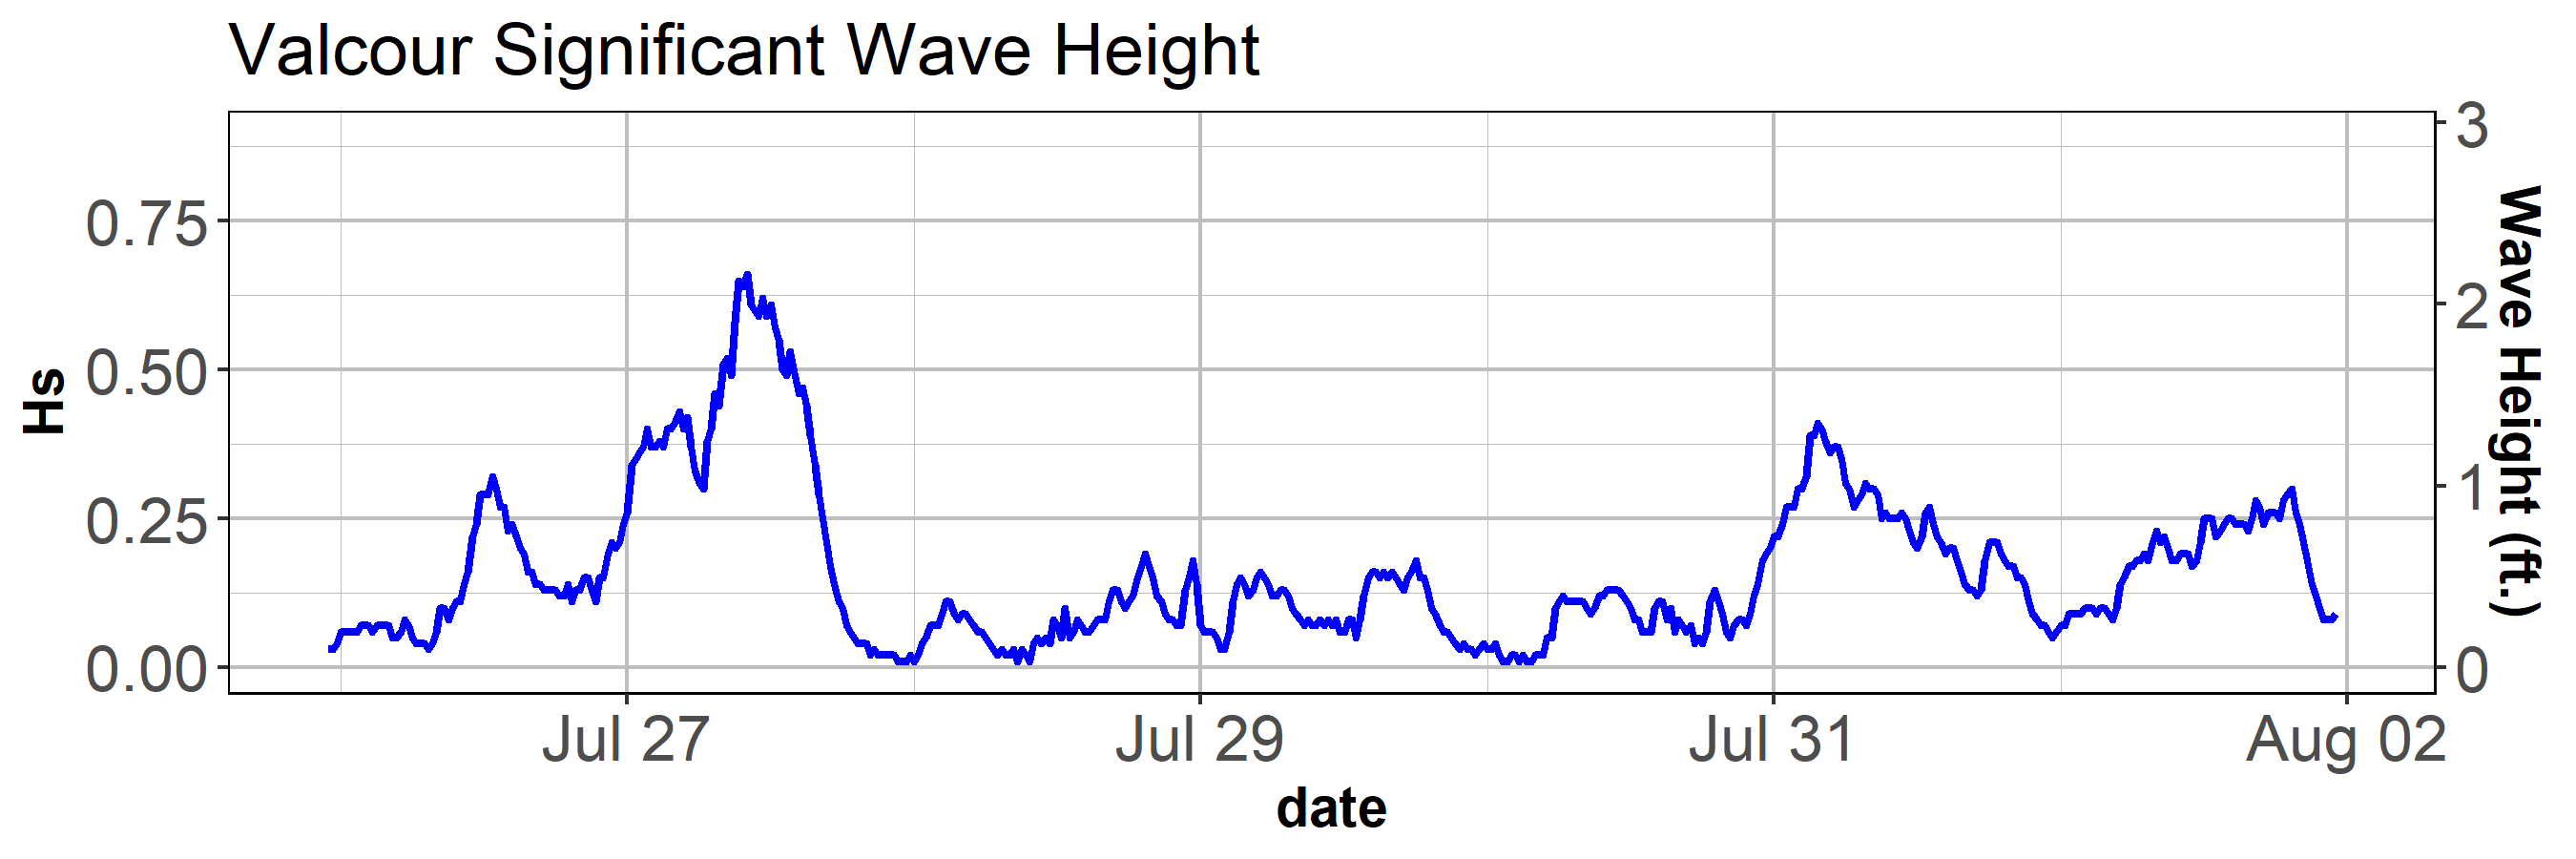 Valcour Significant Wave Height
Hs
0.75
0.50
0.25
0.00
3
2
1
0
Wave Height (ft.)
Jul 27 Jul 29 Jul 31 Aug 02
date